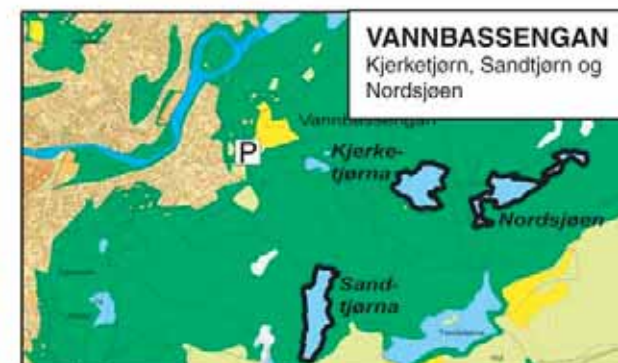 VANNBASSENGAN
Kjerketjørn, Sandtjørn og
Nordsjøen
Vannbassengan
P
Kjerke-
tjørna
Nordsjøen
Sand-
tjørna